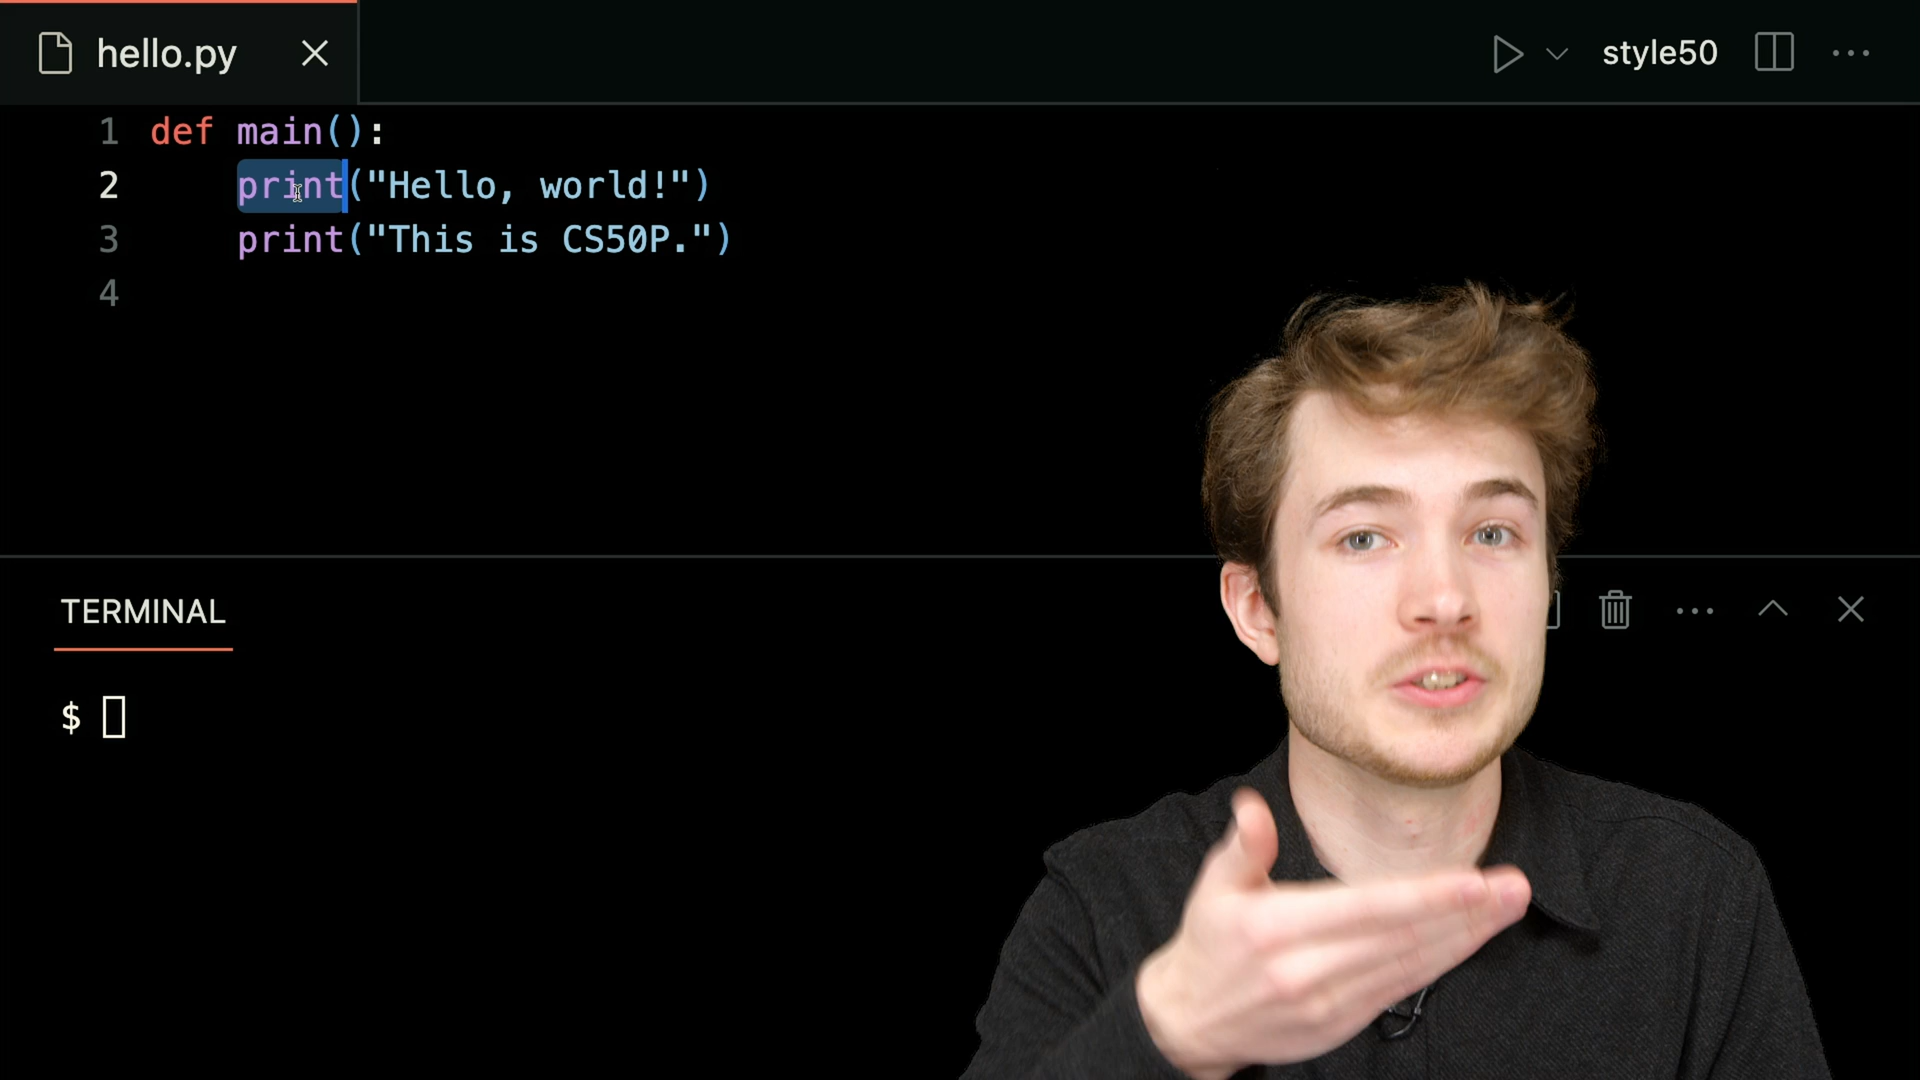 hello.py
style50
1 def main():
2 print("Hello, world!")
3 print("This is CS50P.")
4
TERMINAL
$